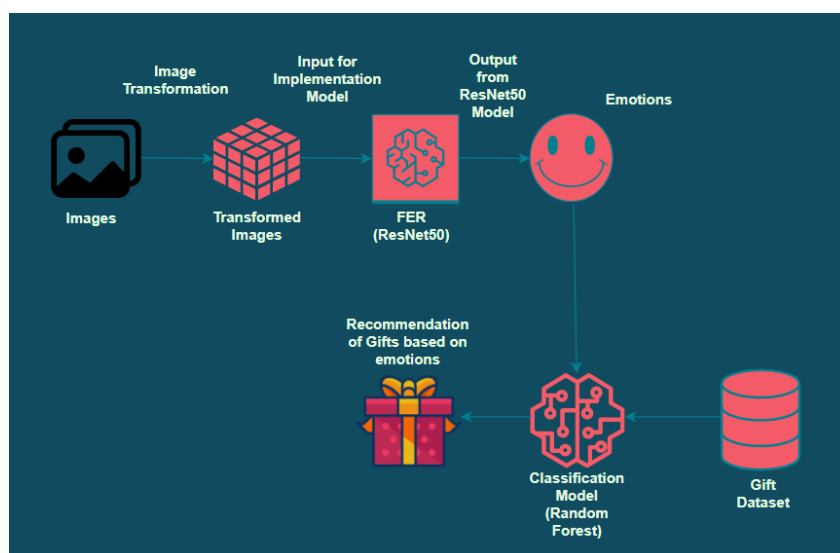 Image
Transformation
Input for
Implementation
Model
Output
from
ResNet50
Model
Emotions
Images
Transformed
Images
FER
(ResNet50)
Recommendation
of Gifts based on
emotions
Classification
Model
(Random
Forest)
Gift
Dataset